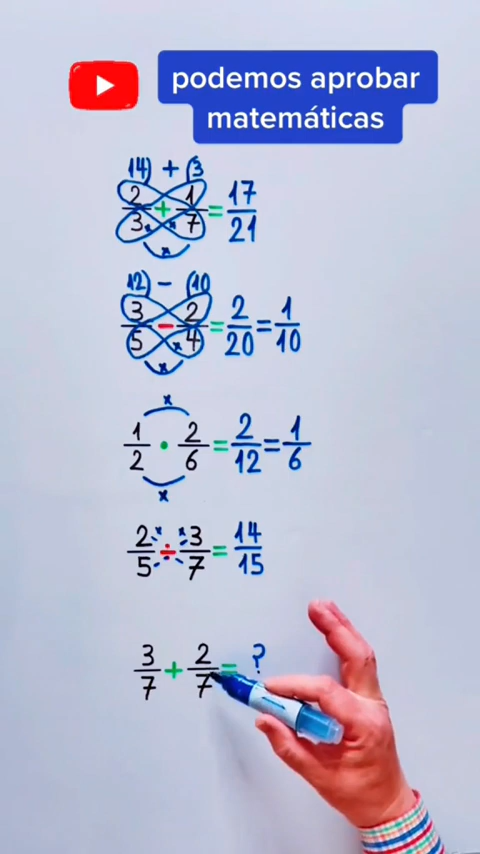 podemos aprobar
matemáticas
14) + (3
2/3 + 1/7 = 17/21
x
x
12) - (10
3/5 - 2/4 = 2/20 = 1/10
x
x
x
1/2 · 2/6 = 2/12 = 1/6
x
2/5 ÷ 3/7 = 14/15
3/7 + 2/7 = ?